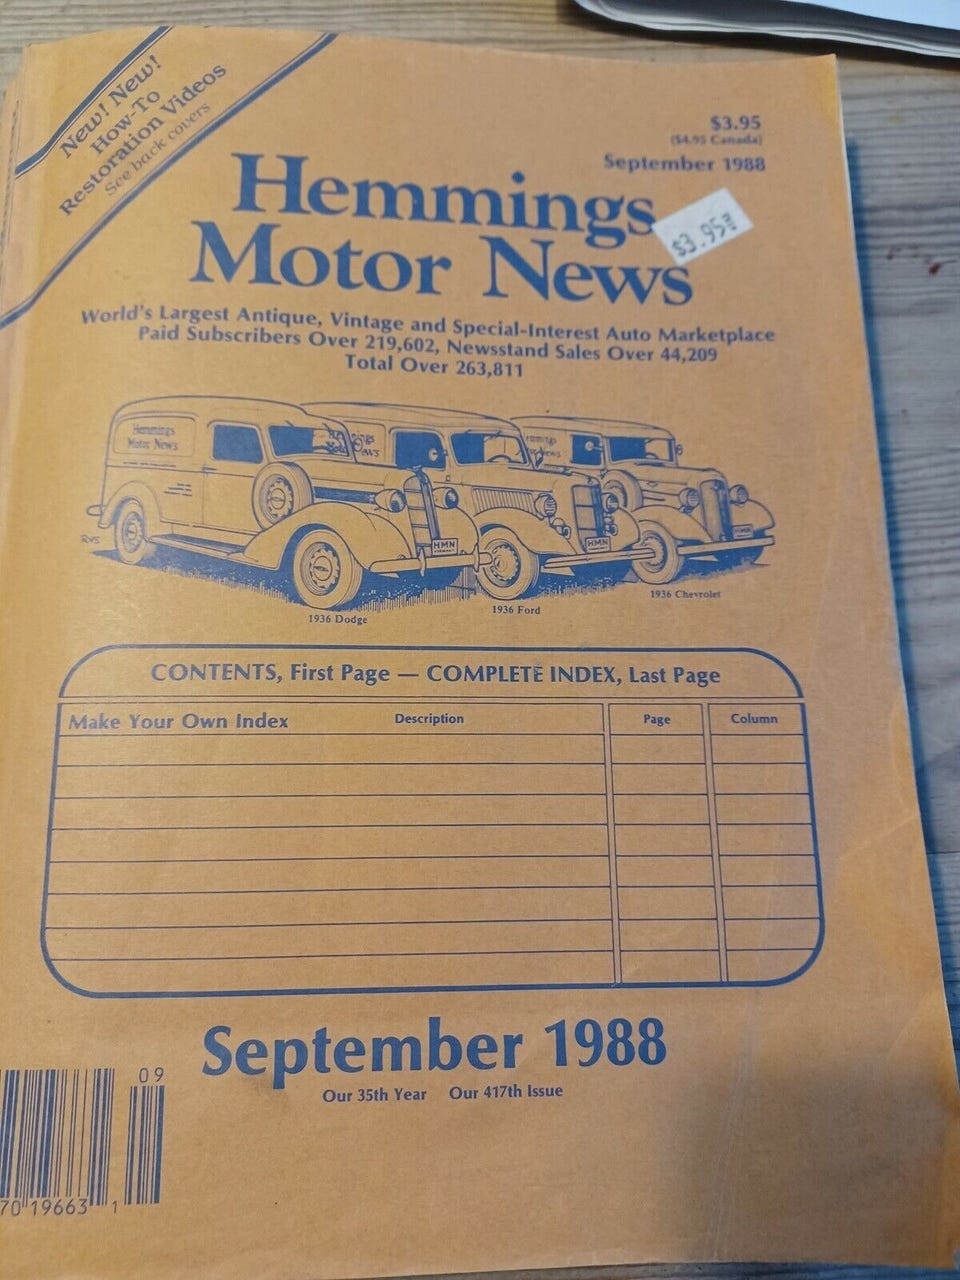 New! New!
How-To
Restoration Videos
See back covers
$3.95
($4.95 Canada)
September 1988
Hemmings
Motor News
$3.95
World's Largest Antique, Vintage and Special-Interest Auto Marketplace
Paid Subscribers Over 219,602, Newsstand Sales Over 44,209
Total Over 263,811
Hemmings
Motor News
HMN
HMN
RVS
1936 Dodge
1936 Ford
1936 Chevrolet
CONTENTS, First Page — COMPLETE INDEX, Last Page
Make Your Own Index Description Page Column
September 1988
Our 35th Year Our 417th Issue
09
70 19663 1